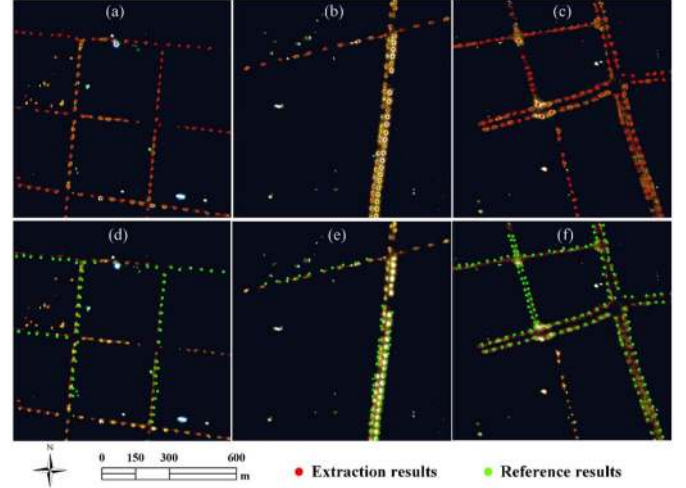 (a) (b) (c)
(d) (e) (f)
N
0 150 300 600
m
Extraction results Reference results